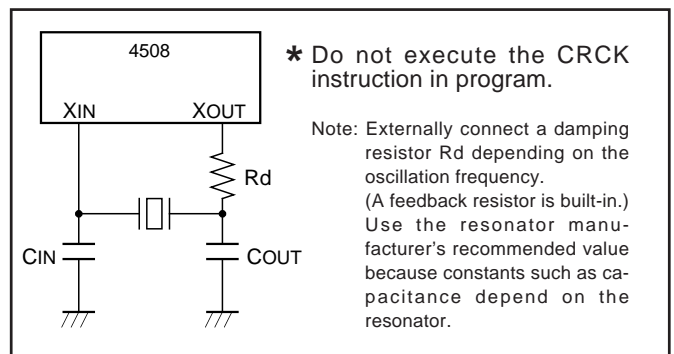 4508
XIN
XOUT
Rd
CIN
COUT
* Do not execute the CRCK
instruction in program.
Note: Externally connect a damping
resistor Rd depending on the
oscillation frequency.
(A feedback resistor is built-in.)
Use the resonator manu-
facturer's recommended value
because constants such as ca-
pacitance depend on the
resonator.